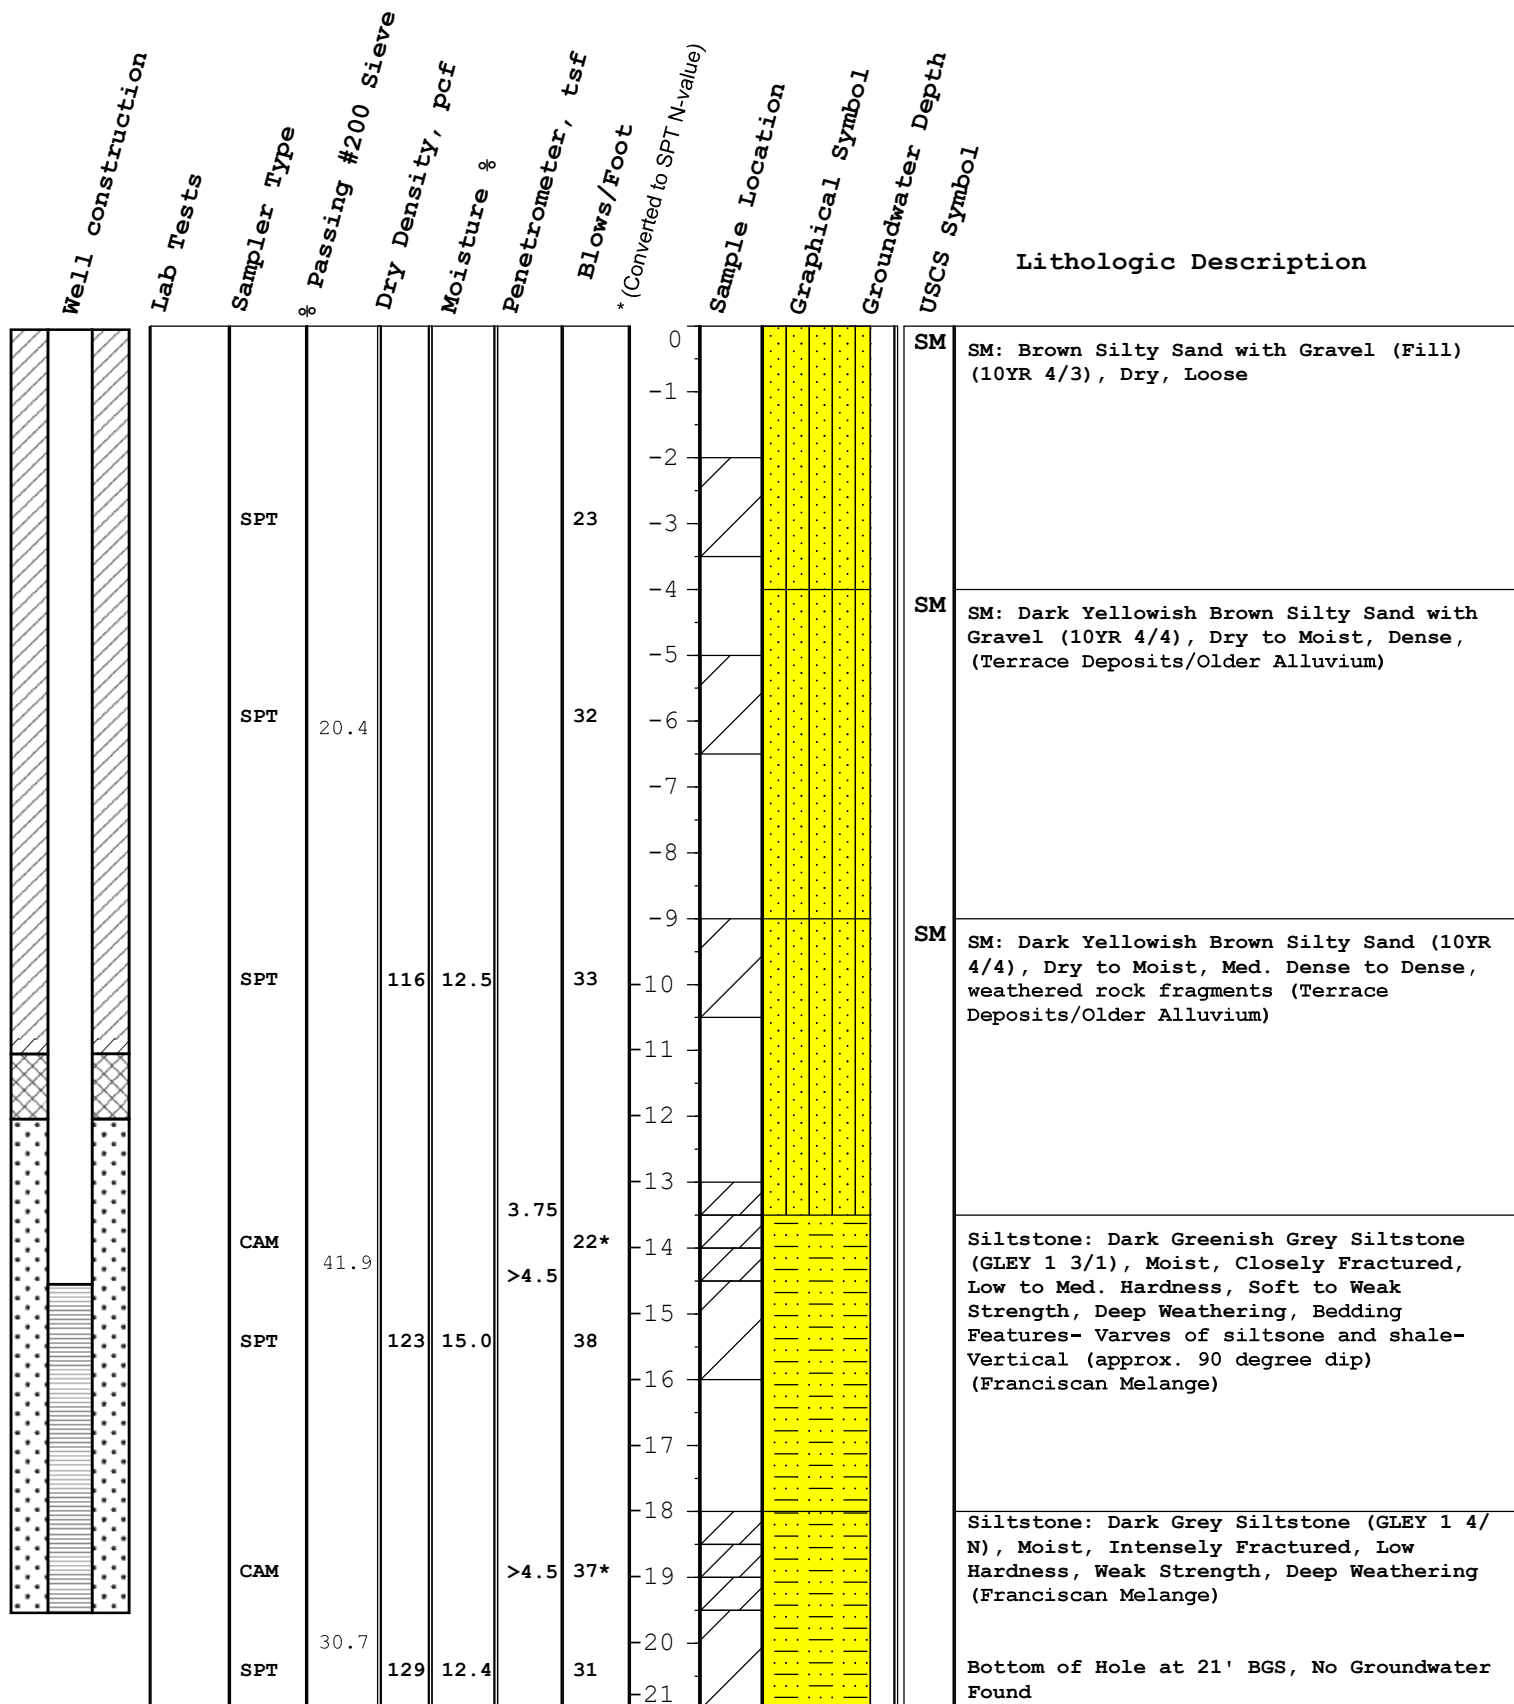 Well construction
Lab Tests
Sampler Type
% Passing #200 Sieve
Dry Density, pcf
Moisture %
Penetrometer, tsf
Blows/Foot
* (Converted to SPT N-value)
Sample Location
Graphical Symbol
Groundwater Depth
USCS Symbol
Lithologic Description
0
SM
SM: Brown Silty Sand with Gravel (Fill)
(10YR 4/3), Dry, Loose
-1
-2
SPT 23
-3
-4
SM
SM: Dark Yellowish Brown Silty Sand with
Gravel (10YR 4/4), Dry to Moist, Dense,
(Terrace Deposits/Older Alluvium)
-5
SPT 20.4 32
-6
-7
-8
-9
SM
SM: Dark Yellowish Brown Silty Sand (10YR
4/4), Dry to Moist, Med. Dense to Dense,
weathered rock fragments (Terrace
Deposits/Older Alluvium)
SPT 116 12.5 33
-10
-11
-12
-13
3.75
CAM 41.9 22*
-14
>4.5
Siltstone: Dark Greenish Grey Siltstone
(GLEY 1 3/1), Moist, Closely Fractured,
Low to Med. Hardness, Soft to Weak
Strength, Deep Weathering, Bedding
Features- Varves of siltsone and shale-
Vertical (approx. 90 degree dip)
(Franciscan Melange)
-15
SPT 123 15.0 38
-16
-17
-18
Siltstone: Dark Grey Siltstone (GLEY 1 4/
N), Moist, Intensely Fractured, Low
Hardness, Weak Strength, Deep Weathering
(Franciscan Melange)
CAM >4.5 37*
-19
30.7
-20
SPT 129 12.4 31
-21
Bottom of Hole at 21' BGS, No Groundwater
Found